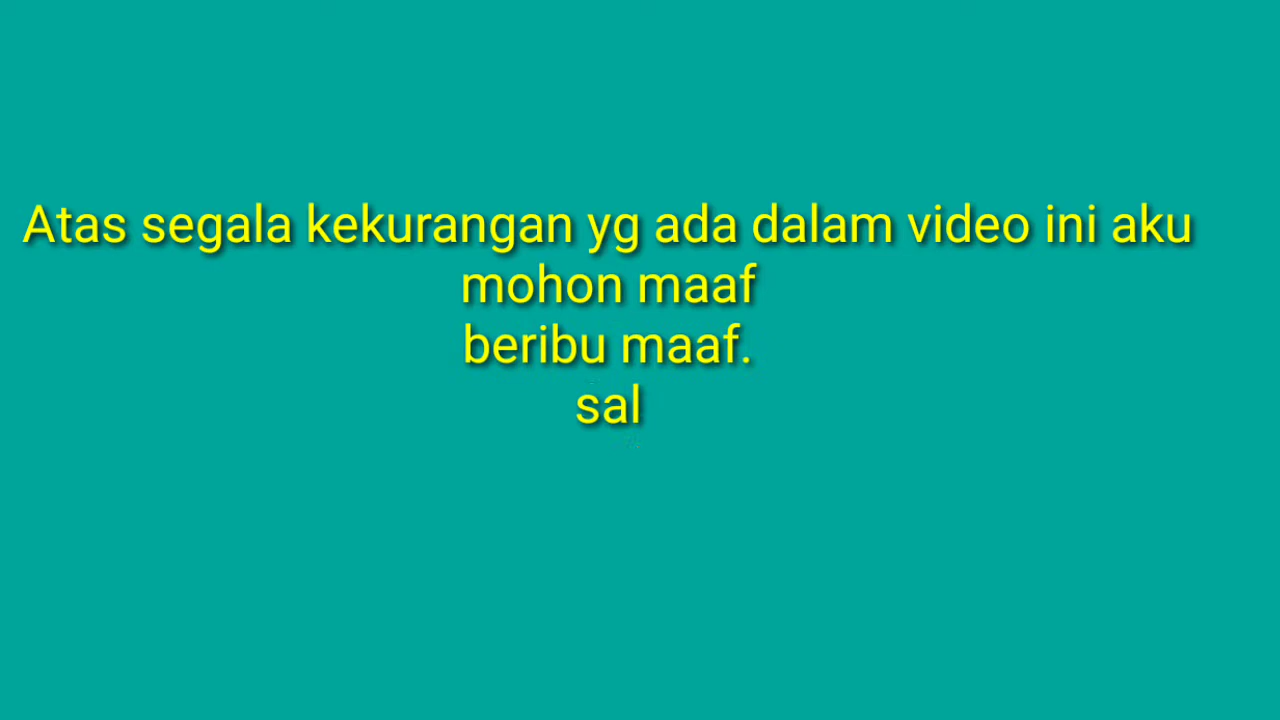 Atas segala kekurangan yg ada dalam video ini aku
mohon maaf
beribu maaf.
sal